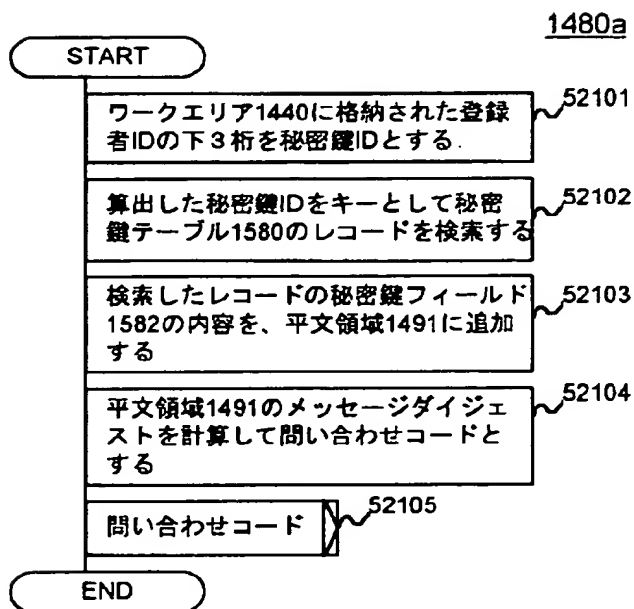 1480a
START
52101
ワークエリア1440に格納された登録
者IDの下3桁を秘密鍵IDとする.
52102
算出した秘密鍵IDをキーとして秘密
鍵テーブル1580のレコードを検索する
52103
検索したレコードの秘密鍵フィールド
1582の内容を、平文領域1491に追加
する
52104
平文領域1491のメッセージダイジェ
ストを計算して問い合わせコードと
する
52105
問い合わせコード
END